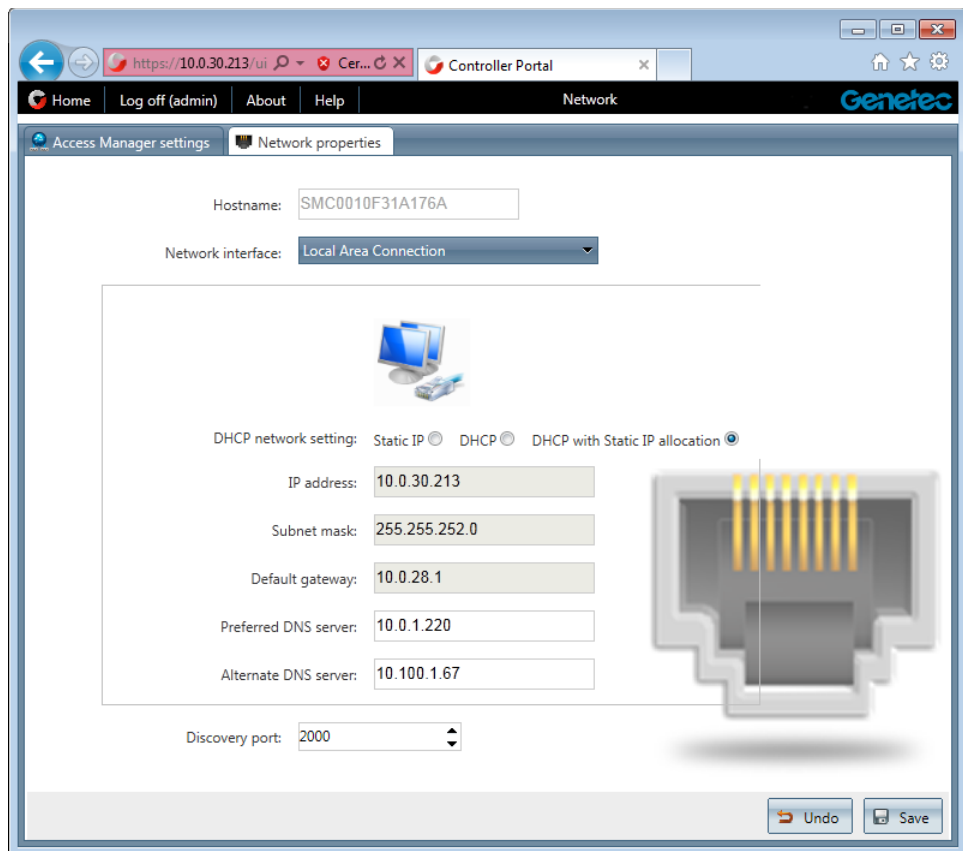 https://10.0.30.213/ui Cer... Controller Portal
Home Log off (admin) About Help Network Genetec
Access Manager settings Network properties
Hostname: SMC0010F31A176A
Network interface: Local Area Connection
DHCP network setting: Static IP DHCP DHCP with Static IP allocation
IP address: 10.0.30.213
Subnet mask: 255.255.252.0
Default gateway: 10.0.28.1
Preferred DNS server: 10.0.1.220
Alternate DNS server: 10.100.1.67
Discovery port: 2000
Undo Save